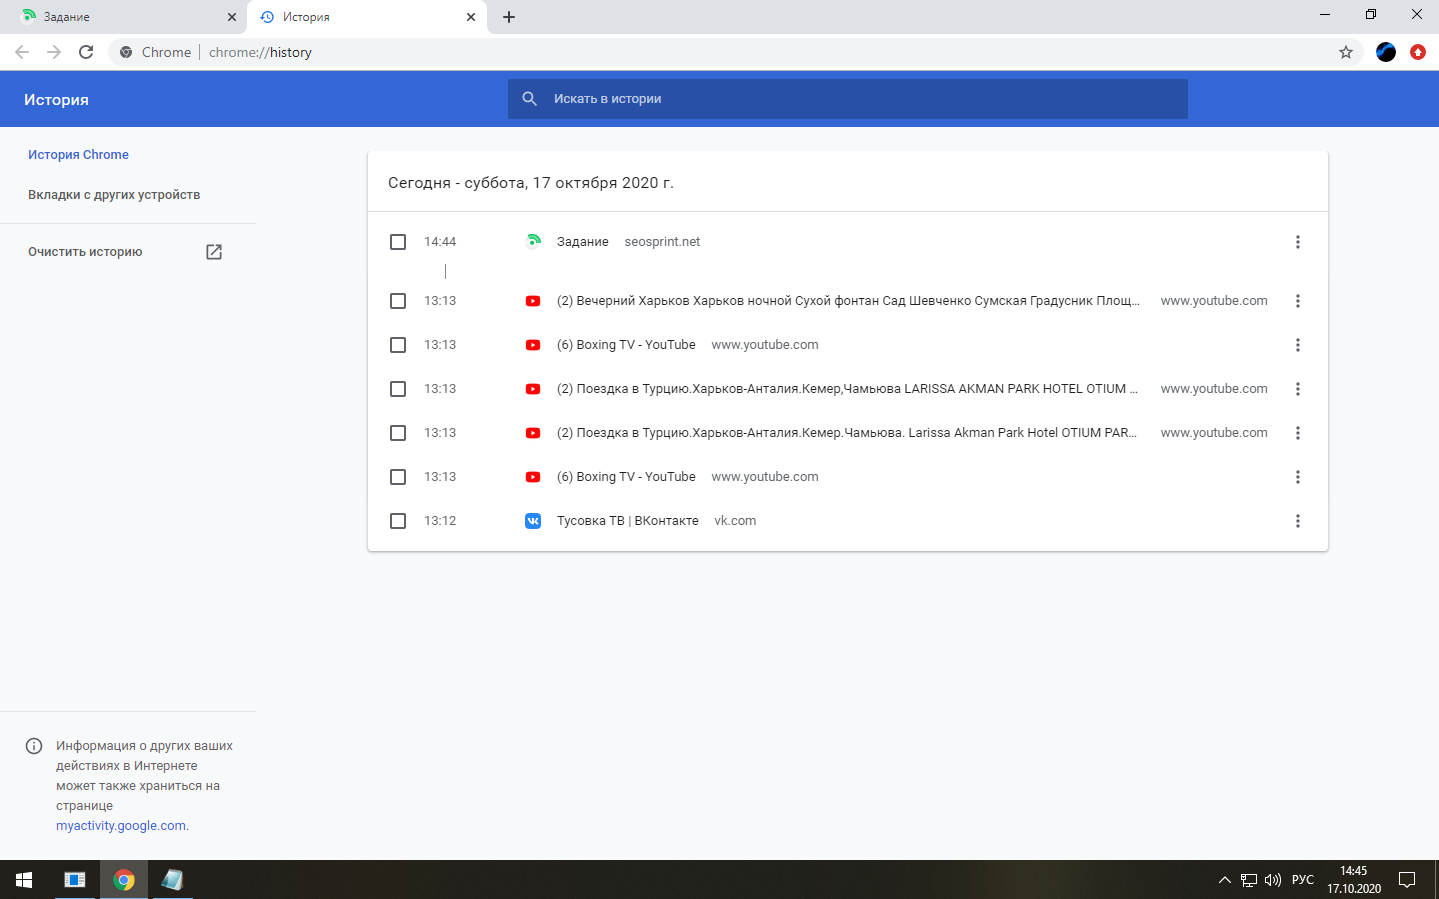 Задание
История
Chrome
chrome://history
История
Искать в истории
История Chrome
Вкладки с других устройств
Очистить историю
Сегодня - суббота, 17 октября 2020 г.
14:44 Задание seosprint.net
13:13 (2) Вечерний Харьков Харьков ночной Сухой фонтан Сад Шевченко Сумская Градусник Площ... www.youtube.com
13:13 (6) Boxing TV - YouTube www.youtube.com
13:13 (2) Поездка в Турцию.Харьков-Анталия.Кемер,Чамьюва LARISSA AKMAN PARK HOTEL OTIUM ... www.youtube.com
13:13 (2) Поездка в Турцию.Харьков-Анталия.Кемер.Чамьюва. Larissa Akman Park Hotel OTIUM PAR... www.youtube.com
13:13 (6) Boxing TV - YouTube www.youtube.com
13:12 Тусовка ТВ | ВКонтакте vk.com
Информация о других ваших
действиях в Интернете
может также храниться на
странице
myactivity.google.com.
РУС
14:45
17.10.2020